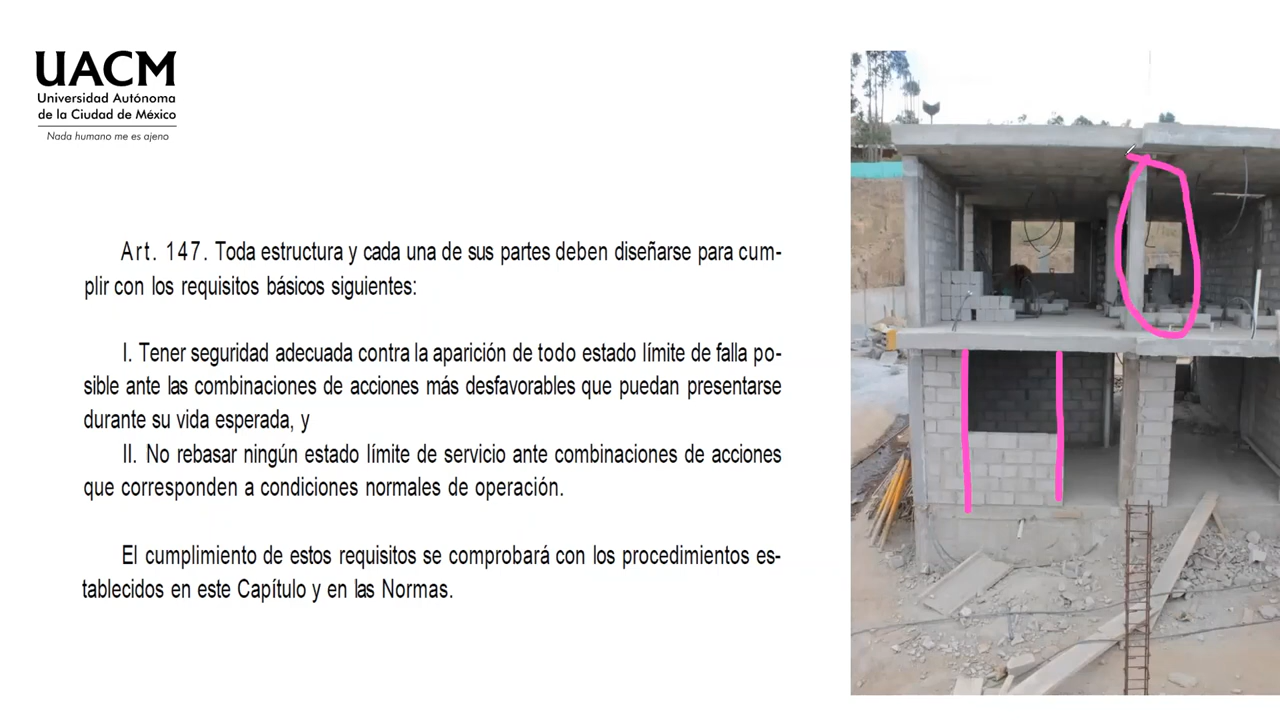 UACM
Universidad Autónoma
de la Ciudad de México
Nada humano me es ajeno
Art. 147. Toda estructura y cada una de sus partes deben diseñarse para cum-
plir con los requisitos básicos siguientes:
I. Tener seguridad adecuada contra la aparición de todo estado límite de falla po-
sible ante las combinaciones de acciones más desfavorables que puedan presentarse
durante su vida esperada, y
II. No rebasar ningún estado límite de servicio ante combinaciones de acciones
que corresponden a condiciones normales de operación.
El cumplimiento de estos requisitos se comprobará con los procedimientos es-
tablecidos en este Capítulo y en las Normas.